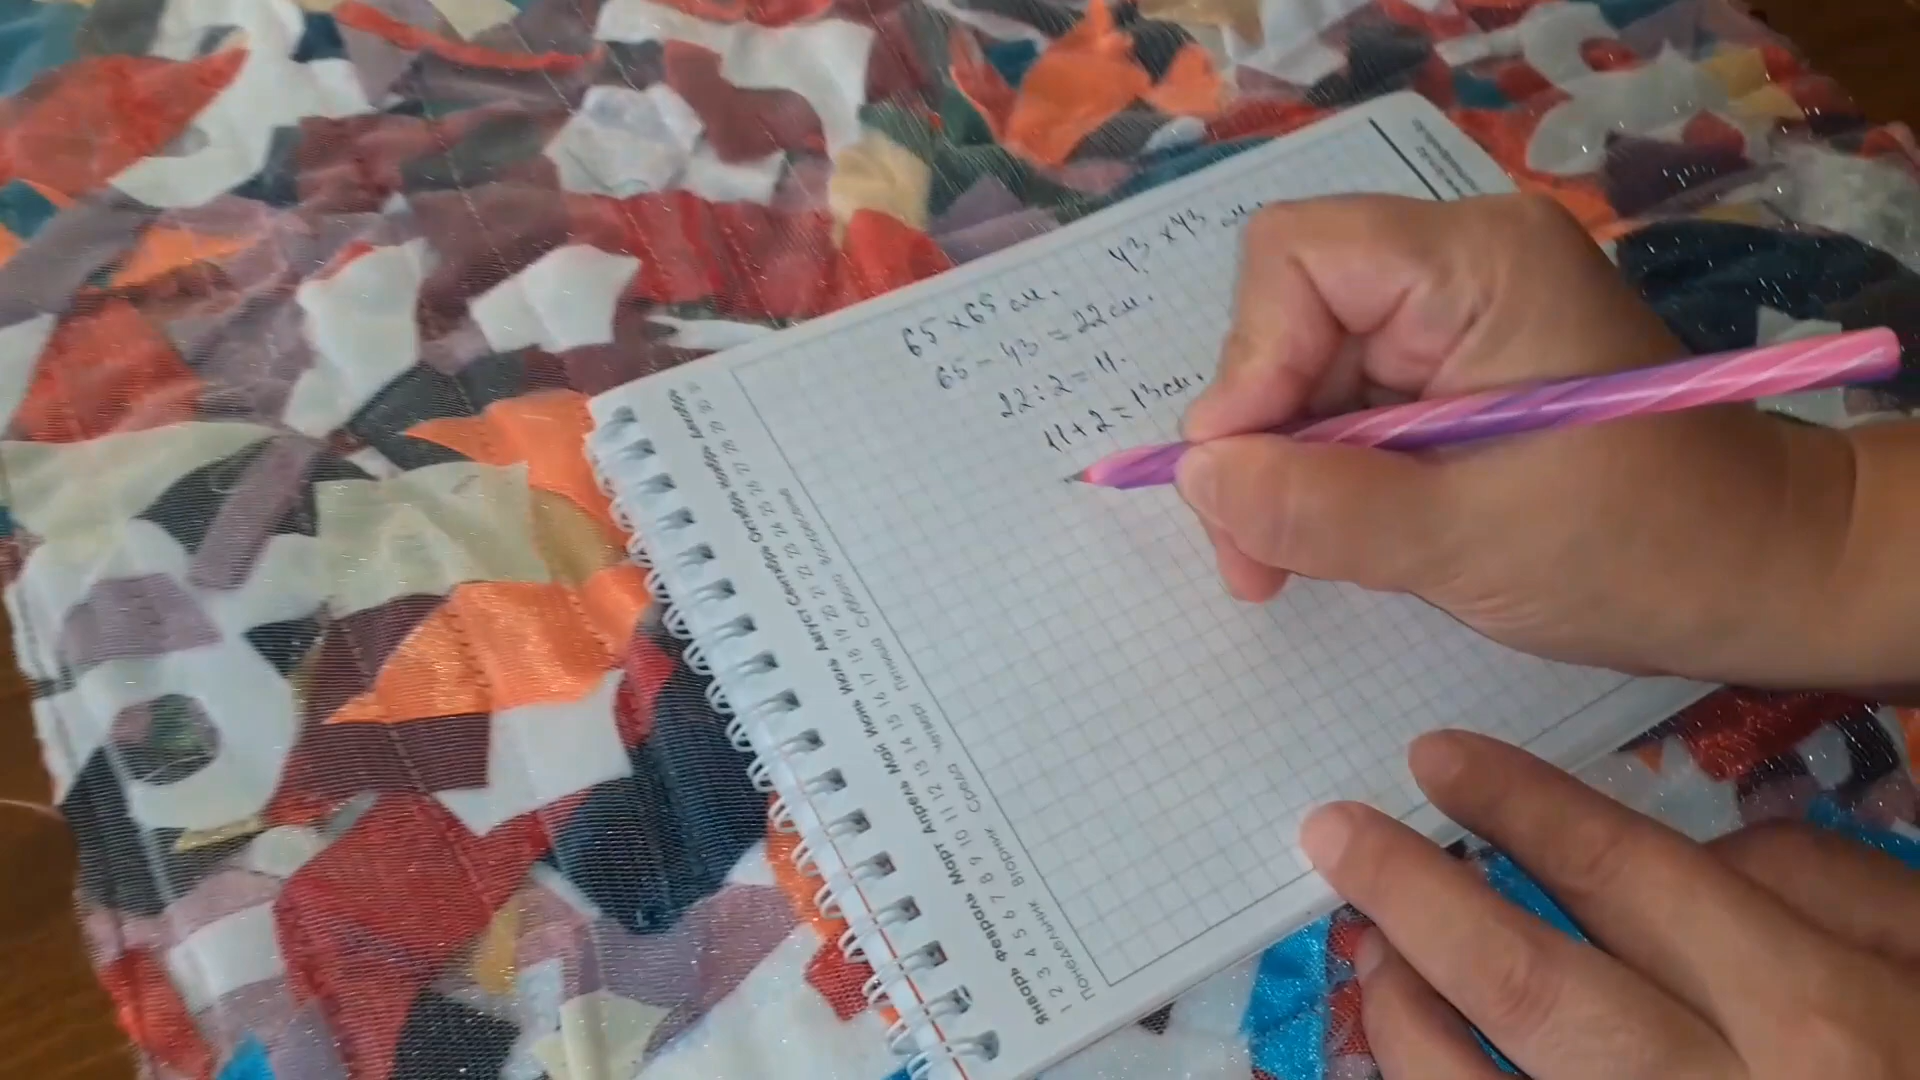 43 x 43 см.
65 x 65 см.
65 - 43 = 22 см.
22 : 2 = 11.
11 + 2 = 13 см.
Январь Февраль Март Апрель Май Июнь Июль Август Сентябрь Октябрь Ноябрь Декабрь
1 2 3 4 5 6 7 8 9 10 11 12 13 14 15 16 17 18 19 20 21 22 23 24 25 26 27 28 29 30 31
Понедельник Вторник Среда Четверг Пятница Суббота Воскресенье